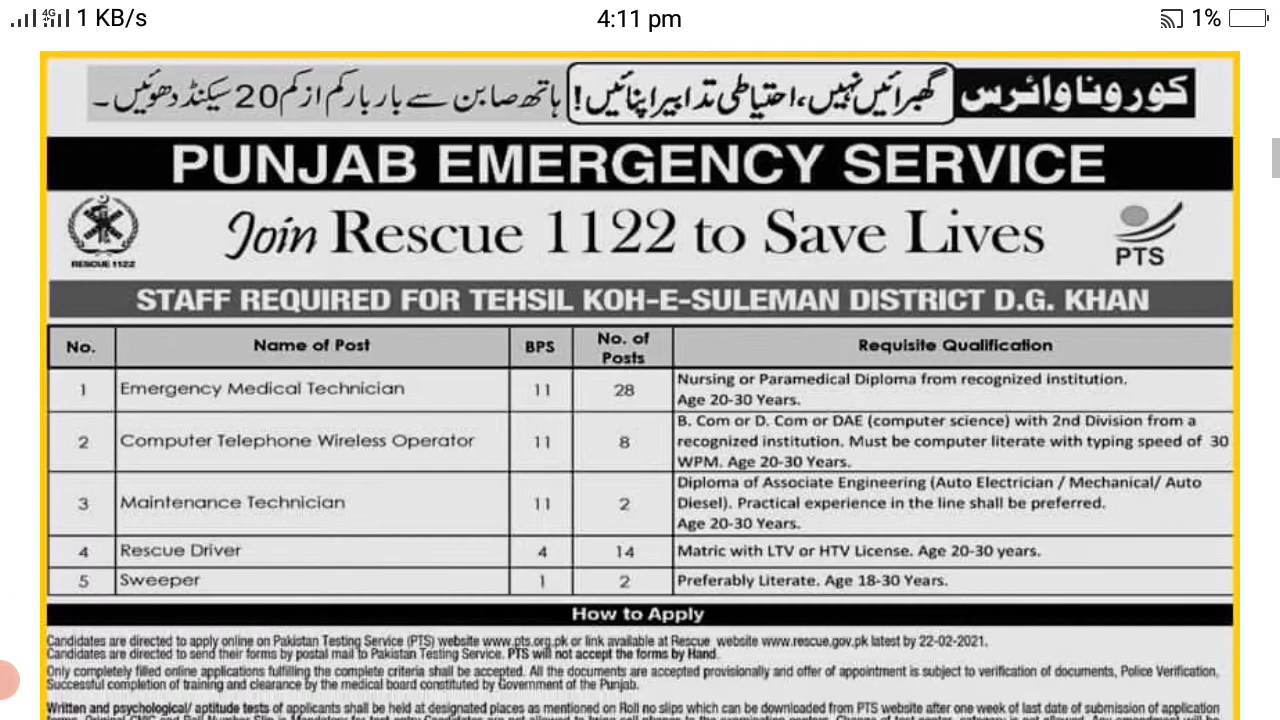 1 KB/s 4:11 pm 1%
4G
کورونا وائرس گھبرائیں نہیں، احتیاطی تدابیر اپنائیں! ہاتھ صابن سے بار بار کم از کم 20 سیکنڈ دھوئیں۔
PUNJAB EMERGENCY SERVICE
Join Rescue 1122 to Save Lives
RESCUE 1122
PTS
STAFF REQUIRED FOR TEHSIL KOH-E-SULEMAN DISTRICT D.G. KHAN
No. Name of Post BPS No. of Posts Requisite Qualification
1 Emergency Medical Technician 11 28 Nursing or Paramedical Diploma from recognized institution.
Age 20-30 Years.
2 Computer Telephone Wireless Operator 11 8 B. Com or D. Com or DAE (computer science) with 2nd Division from a
recognized institution. Must be computer literate with typing speed of 30
WPM. Age 20-30 Years.
3 Maintenance Technician 11 2 Diploma of Associate Engineering (Auto Electrician / Mechanical/ Auto
Diesel). Practical experience in the line shall be preferred.
Age 20-30 Years.
4 Rescue Driver 4 14 Matric with LTV or HTV License. Age 20-30 years.
5 Sweeper 1 2 Preferably Literate. Age 18-30 Years.
How to Apply
Candidates are directed to apply online on Pakistan Testing Service (PTS) website www.pts.org.pk or link available at Rescue website www.rescue.gov.pk latest by 22-02-2021.
Candidates are directed to send their forms by postal mail to Pakistan Testing Service. PTS will not accept the forms by Hand.
Only completely filled online applications fulfilling the complete criteria shall be accepted. All the documents are accepted provisionally and offer of appointment is subject to verification of documents, Police Verification,
Successful completion of training and clearance by the medical board constituted by Government of the Punjab.
Written and psychological/ aptitude tests of applicants shall be held at designated places as mentioned on Roll no slips which can be downloaded from PTS website after one week of last date of submission of application